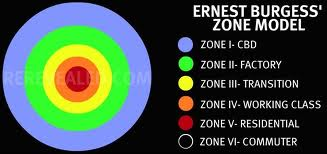 ERNEST BURGESS'
ZONE MODEL
ZONE I- CBD
ZONE II- FACTORY
ZONE III- TRANSITION
ZONE IV- WORKING CLASS
ZONE V- RESIDENTIAL
ZONE VI- COMMUTER